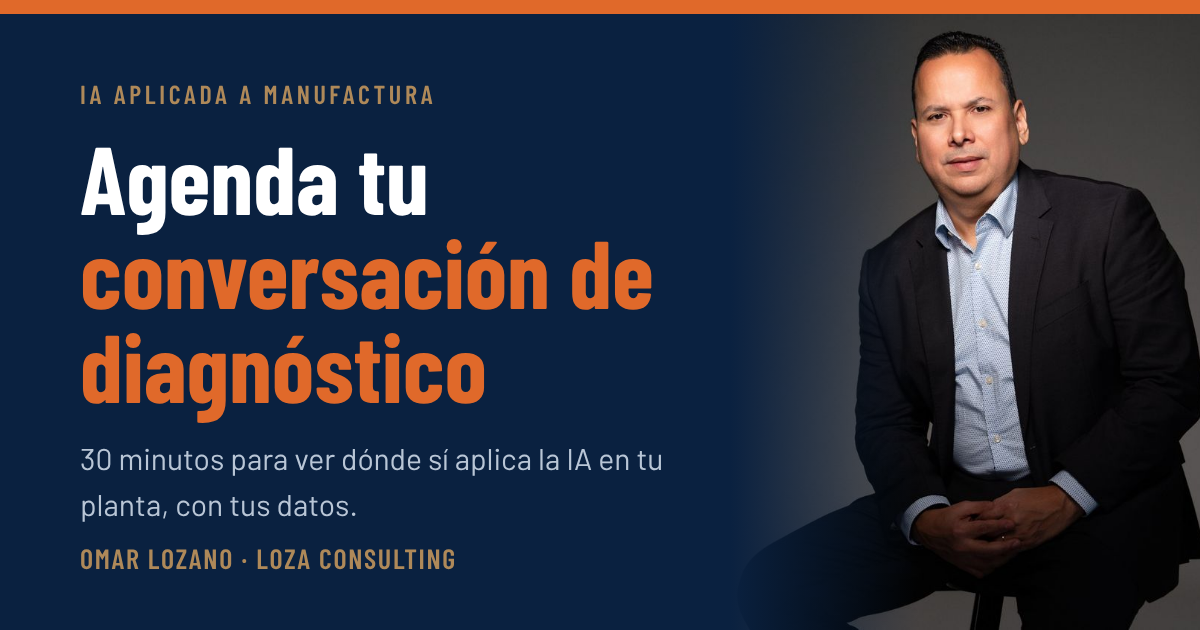 IA APLICADA A MANUFACTURA
Agenda tu
conversación de
diagnóstico
30 minutos para ver dónde sí aplica la IA en tu
planta, con tus datos.
OMAR LOZANO · LOZA CONSULTING